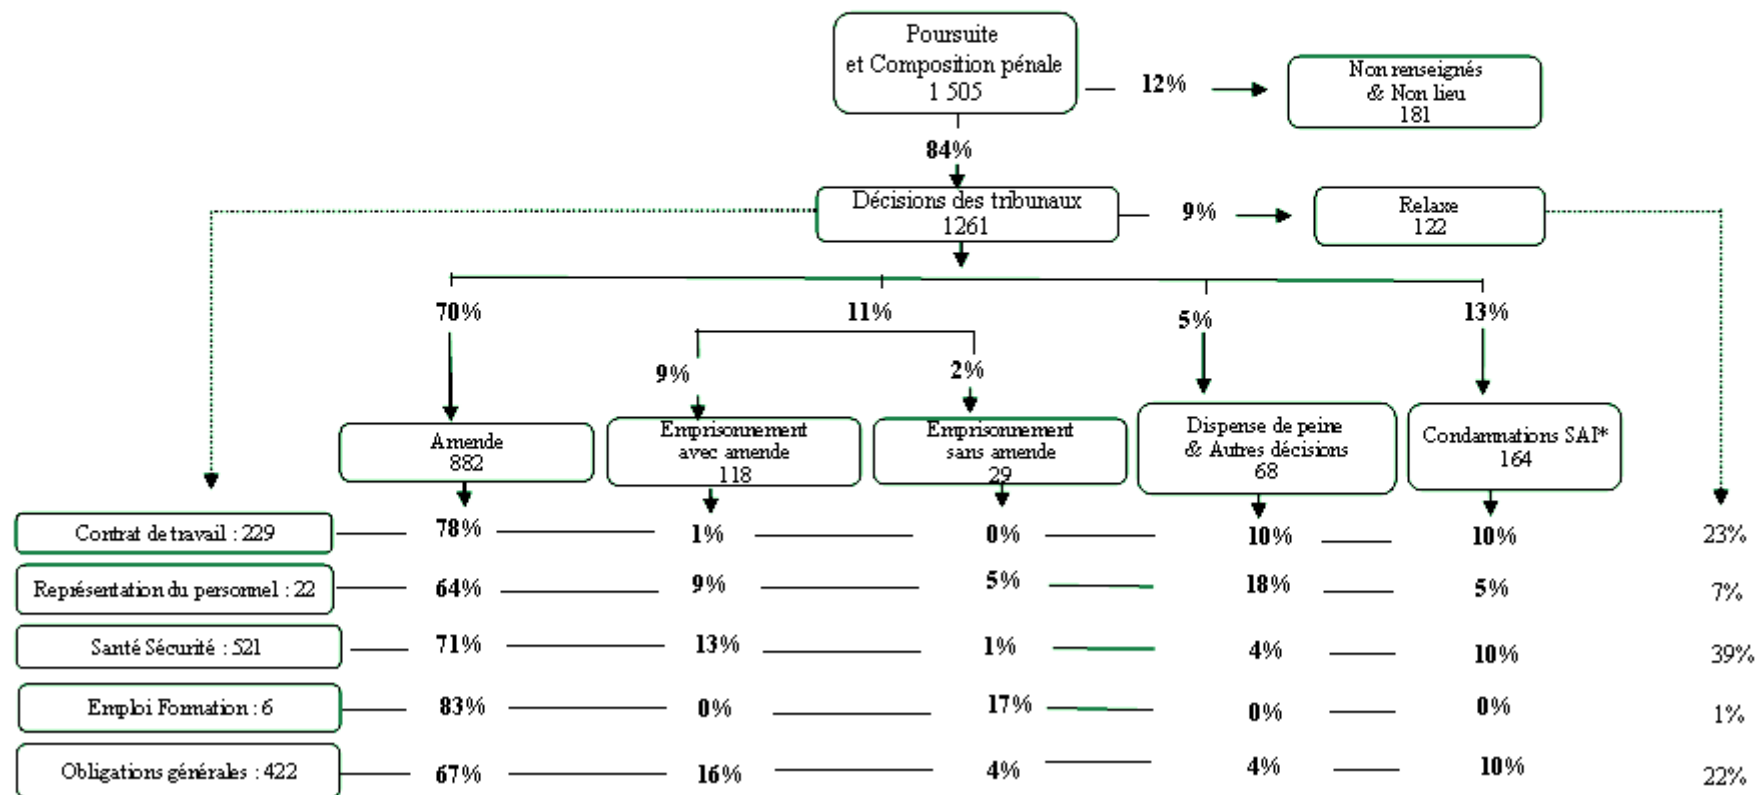 Poursuite
et Composition pénale
1 505
12%
Non renseignés
& Non lieu
181
84%
Décisions des tribunaux
1261
9%
Relaxe
122
70%
11%
5%
13%
9%
2%
Amende
882
Emprisonnement
avec amende
118
Emprisonnement
sans amende
29
Dispense de peine
& Autres décisions
68
Condamnations SAI*
164
Contrat de travail : 229
78%
1%
0%
10%
10%
23%
Représentation du personnel : 22
64%
9%
5%
18%
5%
7%
Santé Sécurité : 521
71%
13%
1%
4%
10%
39%
Emploi Formation : 6
83%
0%
17%
0%
0%
1%
Obligations générales : 422
67%
16%
4%
4%
10%
22%